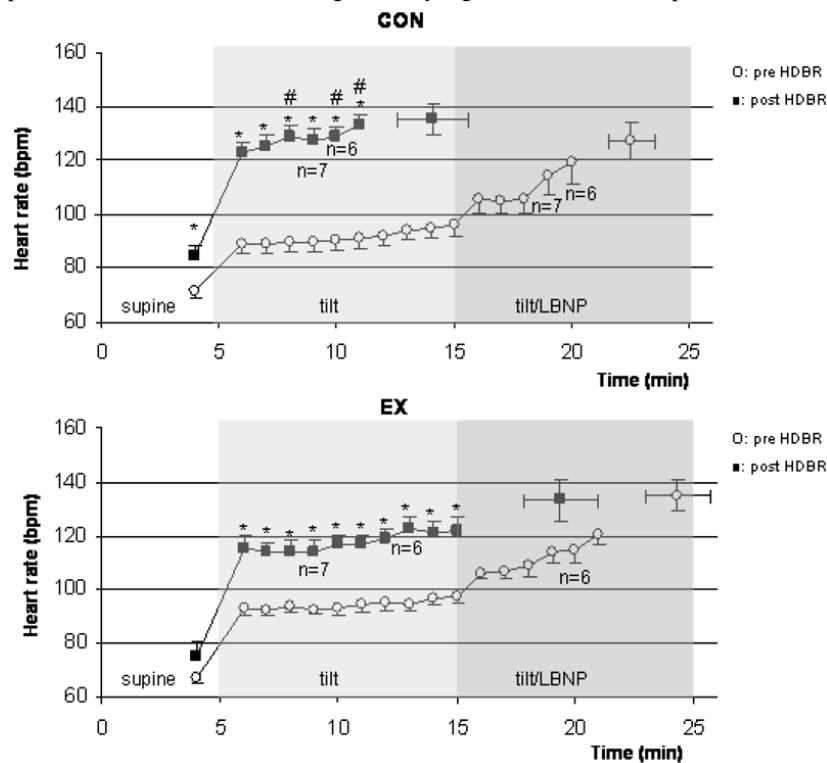 CON
160
140
120
100
80
60
Heart rate (bpm)
* * * * * *
# # #
*
n=6
n=7
n=7
n=6
supine tilt tilt/LBNP
0 5 10 15 20 25
Time (min)
O: pre HDBR
■: post HDBR
EX
160
140
120
100
80
60
Heart rate (bpm)
* * * * * * * * * *
n=7
n=6
n=6
supine tilt tilt/LBNP
0 5 10 15 20 25
Time (min)
O: pre HDBR
■: post HDBR